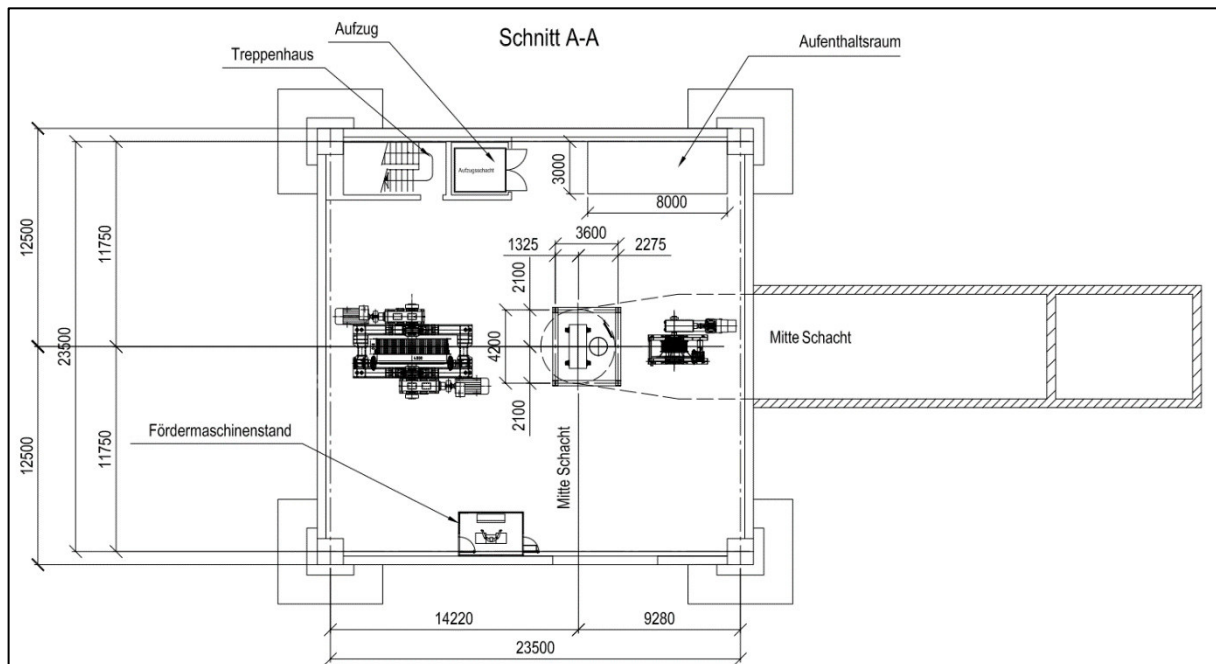 Schnitt A-A
Aufzug
Treppenhaus
Aufenthaltsraum
Aufzugsschacht
3000
8000
3600
1325
2275
2100
4200
2100
12500
11750
23500
12500
11750
Mitte Schacht
Mitte Schacht
Fördermaschinenstand
14220
9280
23500